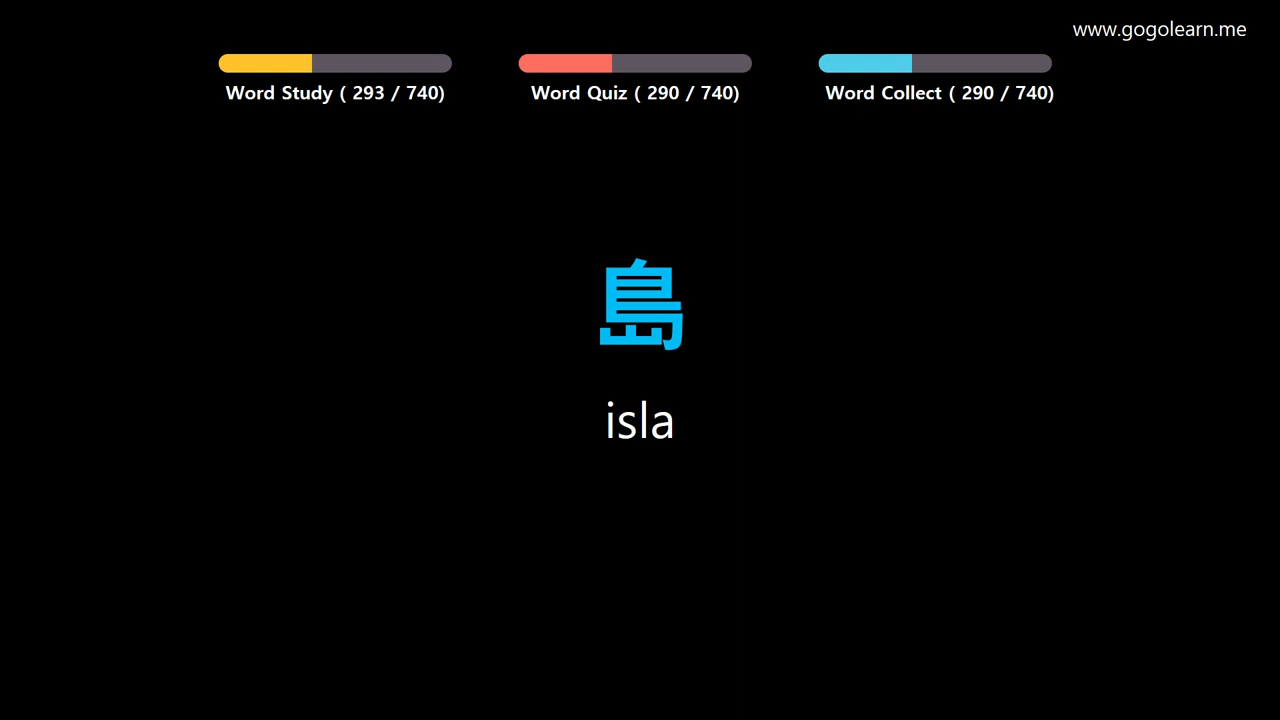 www.gogolearn.me
Word Study ( 293 / 740)
Word Quiz ( 290 / 740)
Word Collect ( 290 / 740)
島
isla